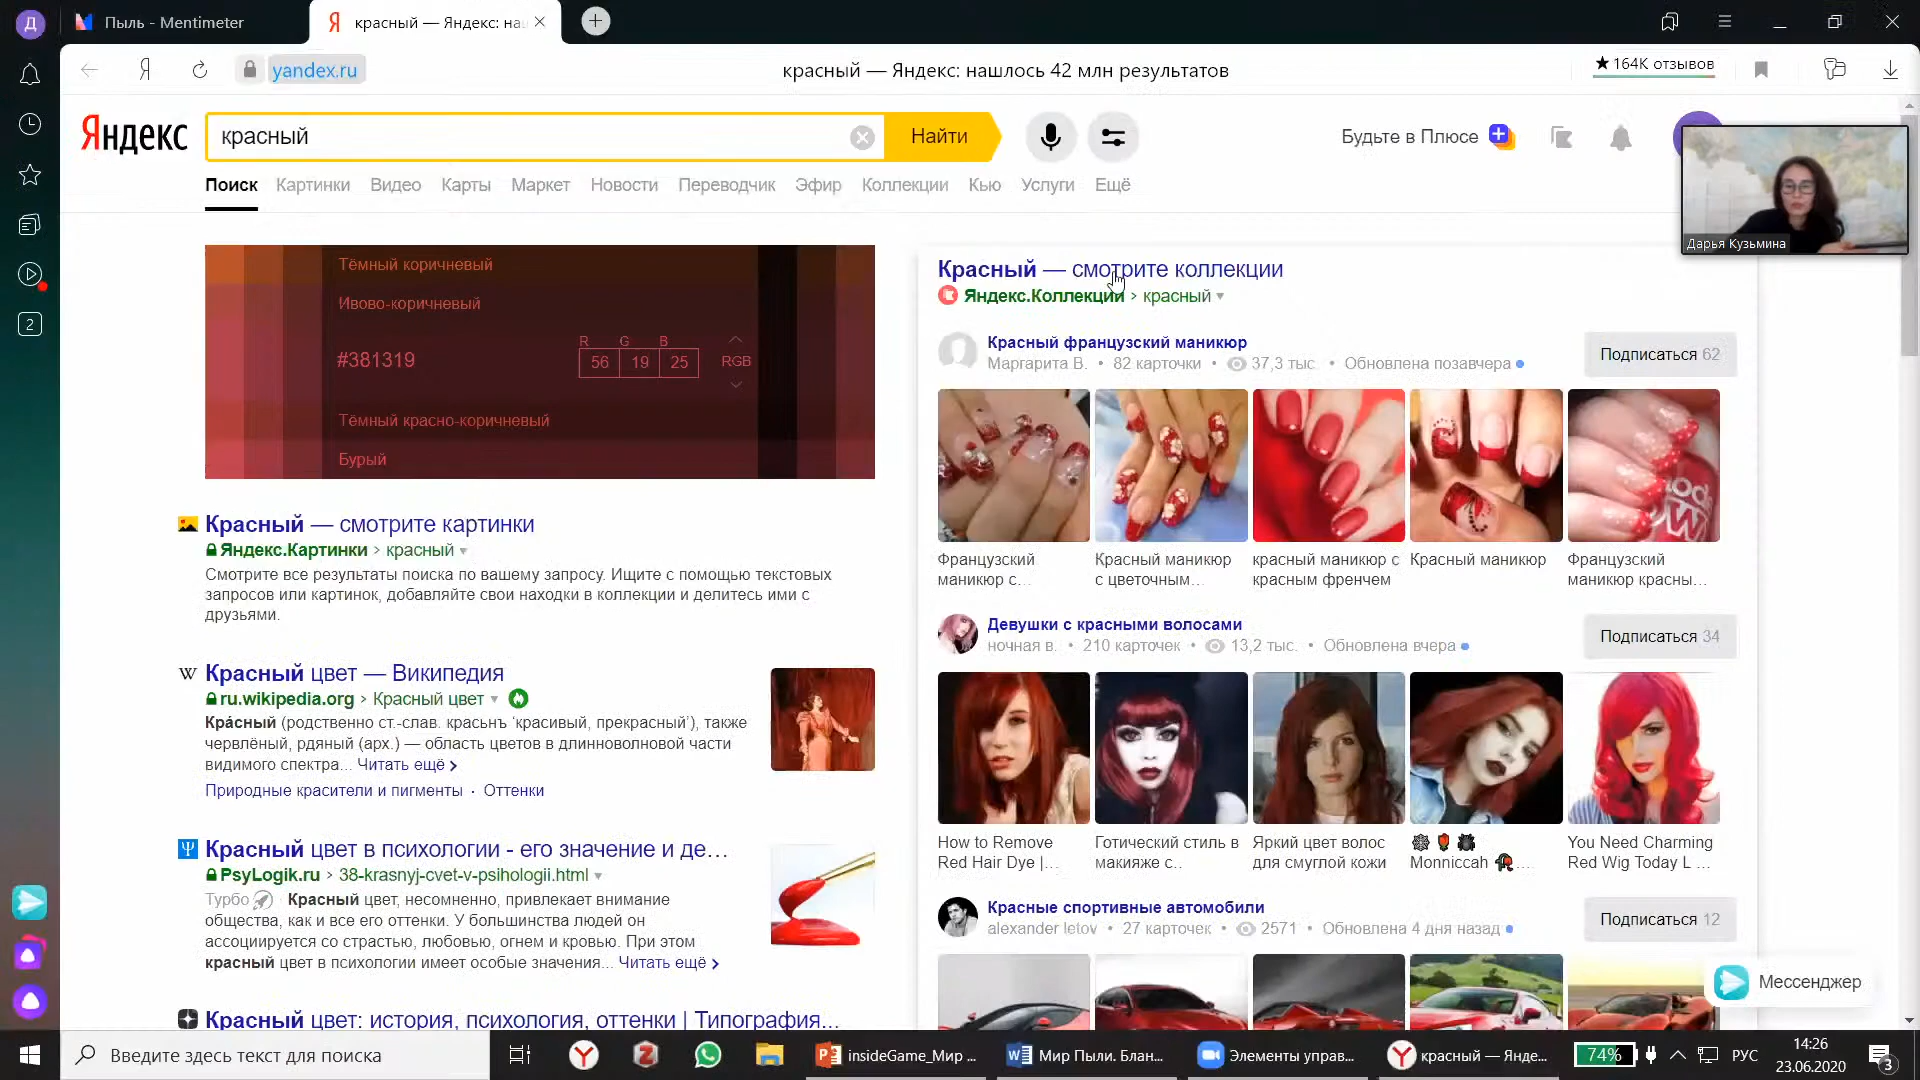 Д
Пыль - Mentimeter
Я красный — Яндекс: наш
yandex.ru
красный — Яндекс: нашлось 42 млн результатов
★ 164K отзывов
Яндекс
красный
Найти
Будьте в Плюсе
Поиск Картинки Видео Карты Маркет Новости Переводчик Эфир Коллекции Кью Услуги Ещё
Дарья Кузьмина
2
Тёмный коричневый
Ивово-коричневый
R G B
#381319
56 19 25
RGB
Тёмный красно-коричневый
Бурый
Красный — смотрите картинки
Яндекс.Картинки > красный
Смотрите все результаты поиска по вашему запросу. Ищите с помощью текстовых
запросов или картинок, добавляйте свои находки в коллекции и делитесь ими с
друзьями.
W Красный цвет — Википедия
ru.wikipedia.org > Красный цвет
Кра́сный (родственно ст.-слав. красьнъ 'красивый, прекрасный'), также
червлёный, рдяный (арх.) — область цветов в длинноволновой части
видимого спектра... Читать ещё >
Природные красители и пигменты · Оттенки
Ψ Красный цвет в психологии - его значение и де...
PsyLogik.ru > 38-krasnyj-cvet-v-psihologii.html
Турбо Красный цвет, несомненно, привлекает внимание
общества, как и все его оттенки. У большинства людей он
ассоциируется со страстью, любовью, огнем и кровью. При этом
красный цвет в психологии имеет особые значения... Читать ещё >
Красный цвет: история, психология, оттенки | Типография...
Красный — смотрите коллекции
Яндекс.Коллекции > красный
Красный французский маникюр
Маргарита В. • 82 карточки • 37,3 тыс. • Обновлена позавчера
Подписаться 62
Французский
маникюр с...
Красный маникюр
с цветочным...
красный маникюр с
красным френчем
Красный маникюр
Французский
маникюр красны...
Девушки с красными волосами
ночная в. • 210 карточек • 13,2 тыс. • Обновлена вчера
Подписаться 34
How to Remove
Red Hair Dye |...
Готический стиль в
макияже с..
Яркий цвет волос
для смуглой кожи
Monniccah ...
You Need Charming
Red Wig Today L ...
Красные спортивные автомобили
alexander letov • 27 карточек • 2571 • Обновлена 4 дня назад
Подписаться 12
Мессенджер
Введите здесь текст для поиска
insideGame_Мир ...
Мир Пыли. Бланк...
Элементы управ...
красный — Янде...
74%
РУС
14:26
23.06.2020
3